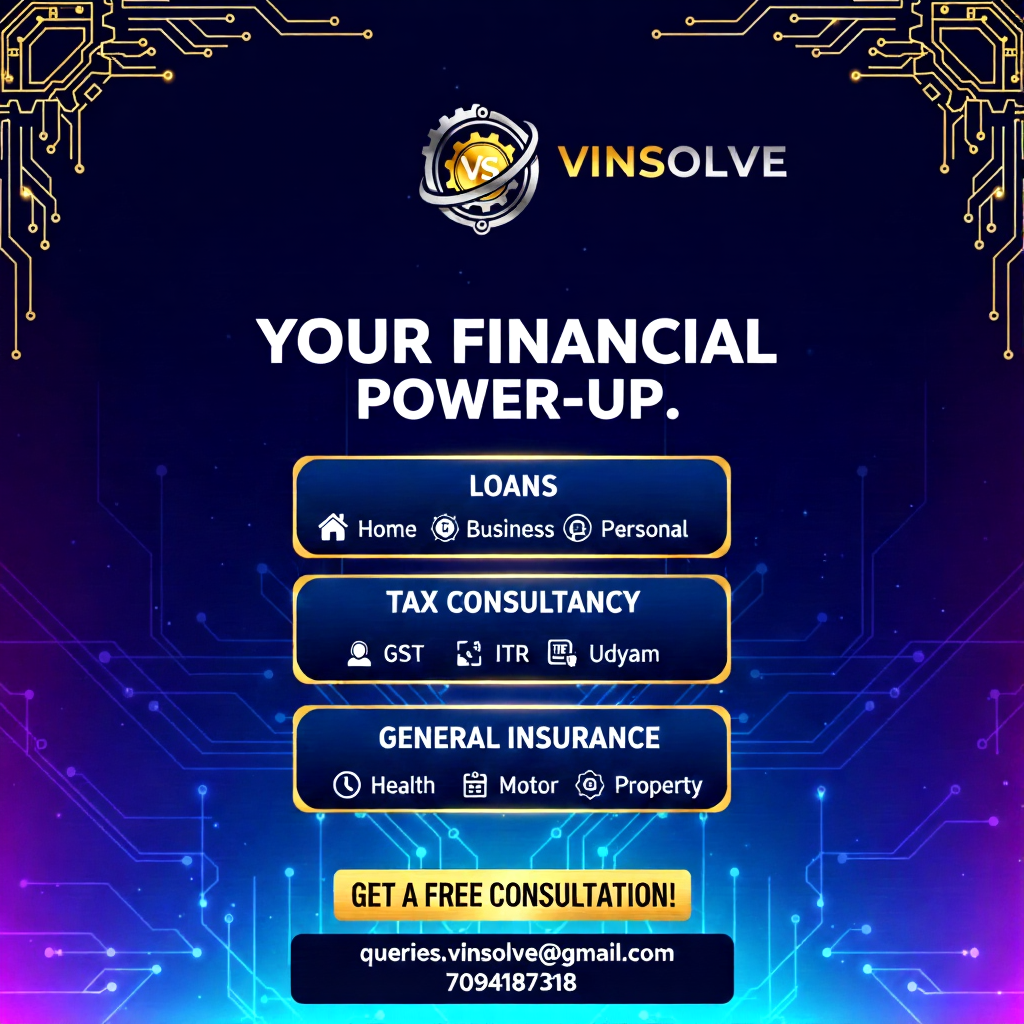 VS
VINSOLVE
YOUR FINANCIAL
POWER-UP.
LOANS
Home Business Personal
TAX CONSULTANCY
GST ITR Udyam
GENERAL INSURANCE
Health Motor Property
GET A FREE CONSULTATION!
queries.vinsolve@gmail.com
7094187318